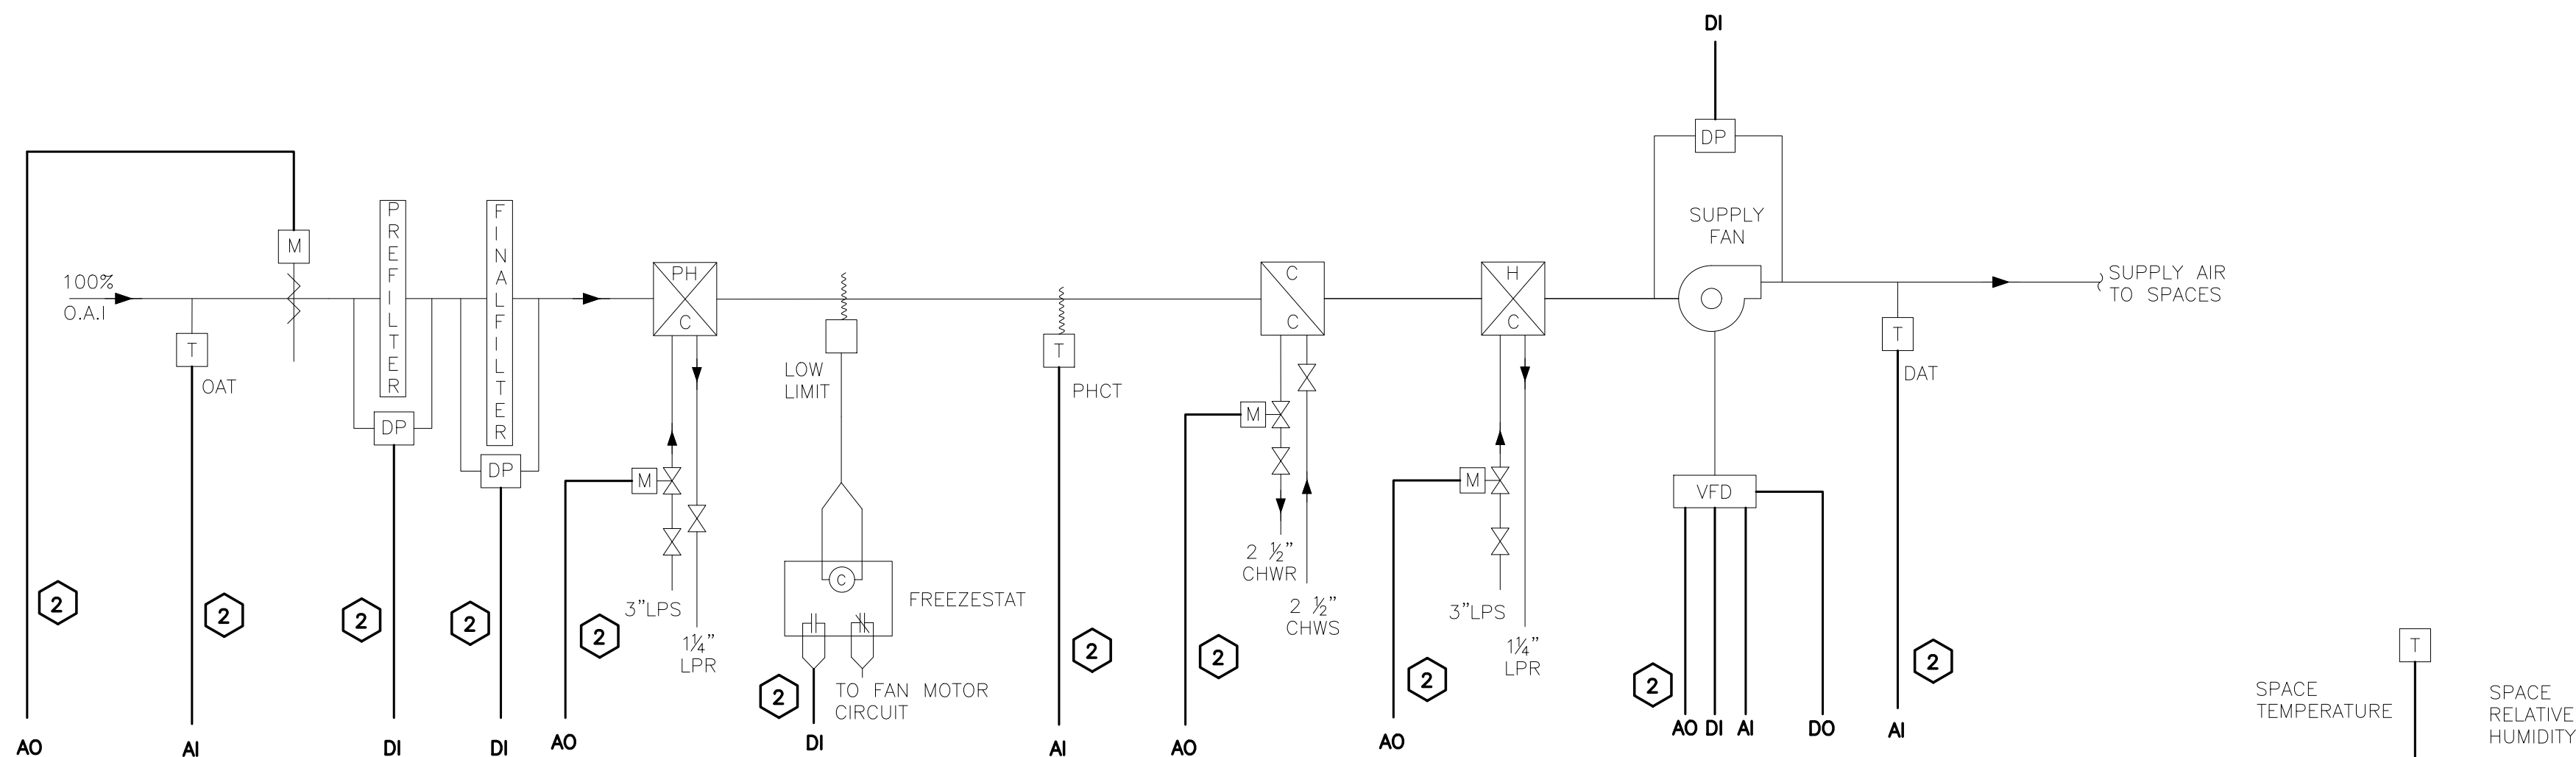 DI
DP
SUPPLY
FAN
M
PREFILTER
FINALFILTER
100%
O.A.I
PH
C
C
C
H
C
SUPPLY AIR
TO SPACES
T
OAT
LOW
LIMIT
T
PHCT
T
DAT
DP
DP
M
M
M
VFD
2 ½"
CHWR
2 ½"
CHWS
3"LPS
1¼"
LPR
C
FREEZESTAT
3"LPS
1¼"
LPR
2
2
2
2
2
2
2
2
2
2
2
TO FAN MOTOR
CIRCUIT
T
SPACE
TEMPERATURE
SPACE
RELATIVE
HUMIDITY
AO
AI
DI
DI
AO
DI
AI
AO
AO
AO DI AI
DO
AI